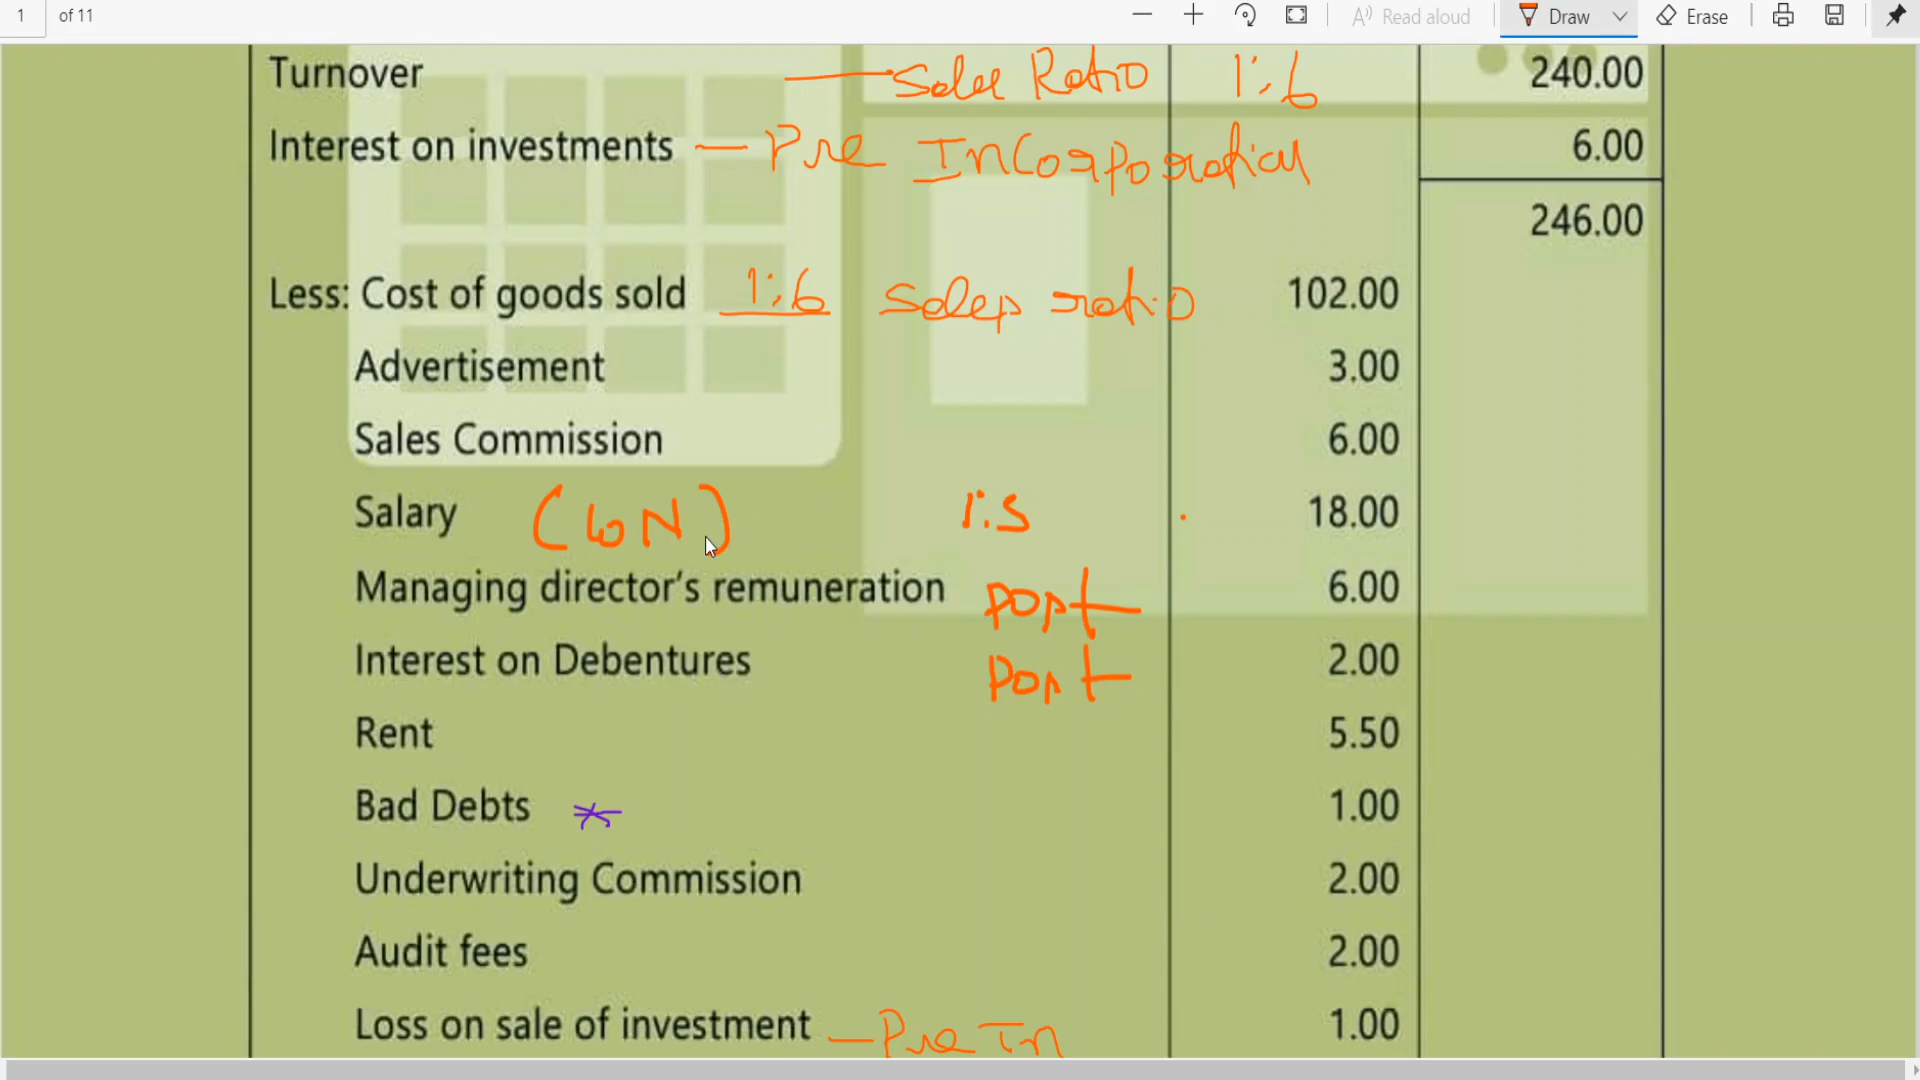 1 of 11 Read aloud Draw Erase
Turnover — Sales Ratio 1:6 240.00
Interest on investments — Pre Incorporation 6.00
246.00
Less: Cost of goods sold 1:6 Sales ratio 102.00
Advertisement 3.00
Sales Commission 6.00
Salary 1:5 18.00
Managing director's remuneration post 6.00
Interest on Debentures post 2.00
Rent 5.50
Bad Debts * 1.00
Underwriting Commission 2.00
Audit fees 2.00
Loss on sale of investment — Pre In 1.00